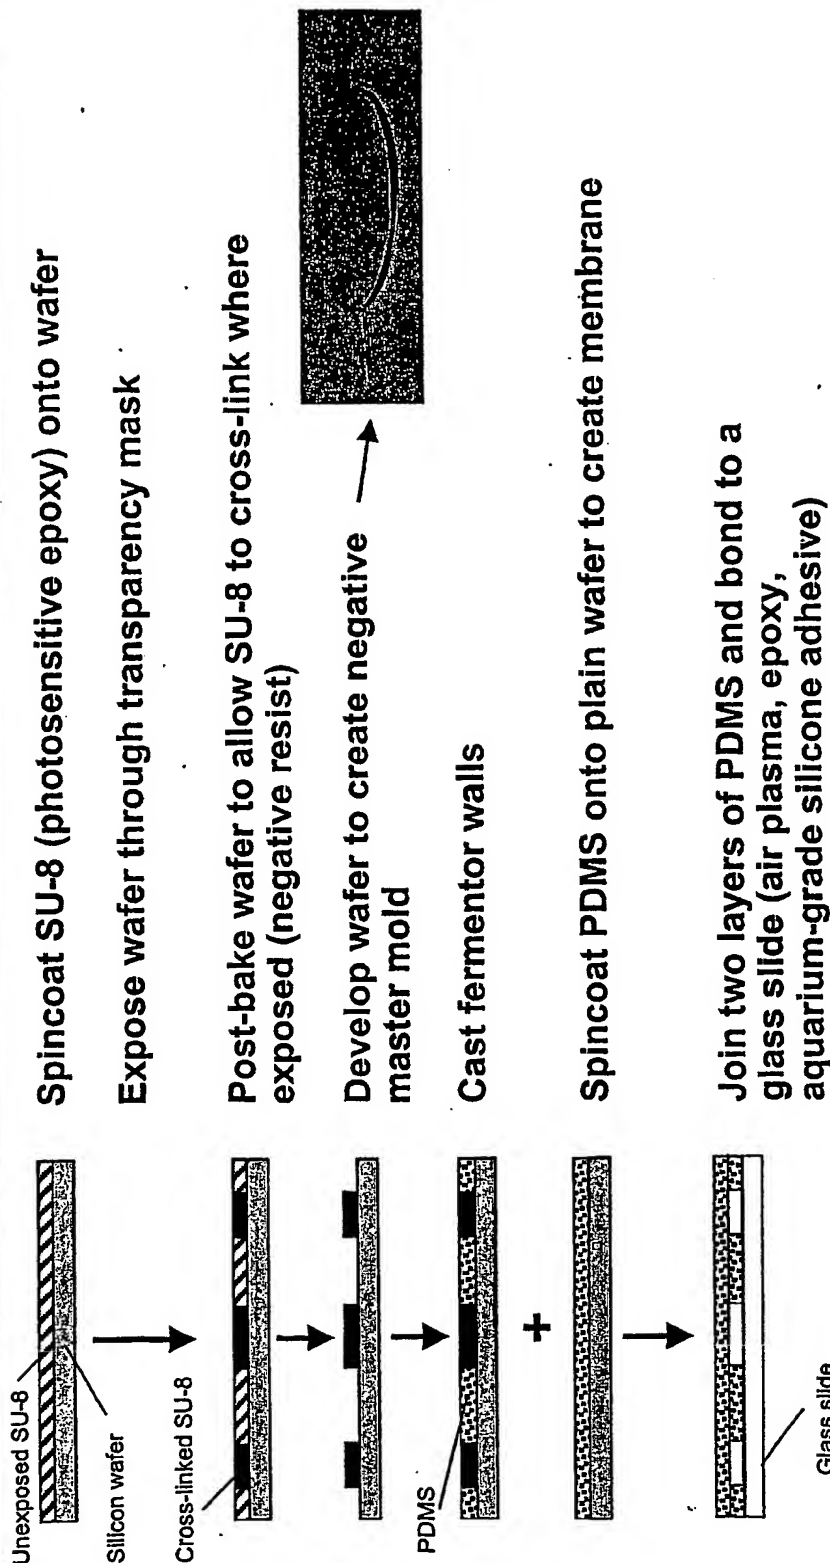 Unexposed SU-8
Silicon wafer
Spincoat SU-8 (photosensitive epoxy) onto wafer
Expose wafer through transparency mask
Cross-linked SU-8
Post-bake wafer to allow SU-8 to cross-link where
exposed (negative resist)
Develop wafer to create negative
master mold
PDMS
Cast fermentor walls
+
Spincoat PDMS onto plain wafer to create membrane
Join two layers of PDMS and bond to a
glass slide (air plasma, epoxy,
aquarium-grade silicone adhesive)
Glass slide